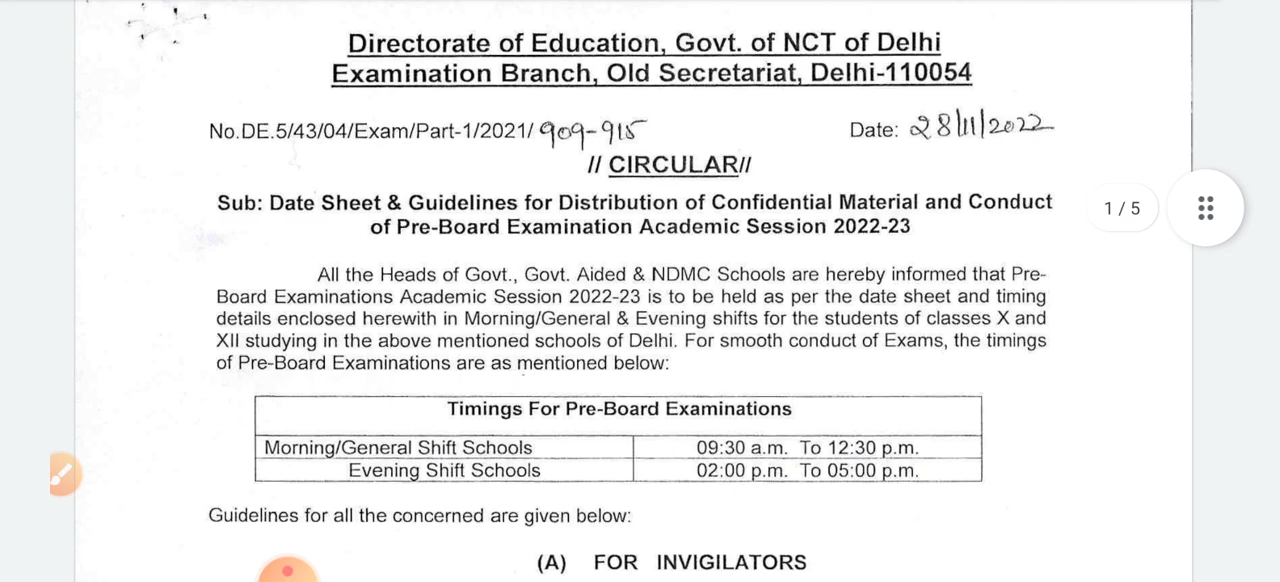 Directorate of Education, Govt. of NCT of Delhi
Examination Branch, Old Secretariat, Delhi-110054
No.DE.5/43/04/Exam/Part-1/2021/ 909-915 Date: 28/11/2022
// CIRCULAR//
Sub: Date Sheet & Guidelines for Distribution of Confidential Material and Conduct
of Pre-Board Examination Academic Session 2022-23
1 / 5
All the Heads of Govt., Govt. Aided & NDMC Schools are hereby informed that Pre-
Board Examinations Academic Session 2022-23 is to be held as per the date sheet and timing
details enclosed herewith in Morning/General & Evening shifts for the students of classes X and
XII studying in the above mentioned schools of Delhi. For smooth conduct of Exams, the timings
of Pre-Board Examinations are as mentioned below:
Timings For Pre-Board Examinations
Morning/General Shift Schools 09:30 a.m. To 12:30 p.m.
Evening Shift Schools 02:00 p.m. To 05:00 p.m.
Guidelines for all the concerned are given below:
(A) FOR INVIGILATORS